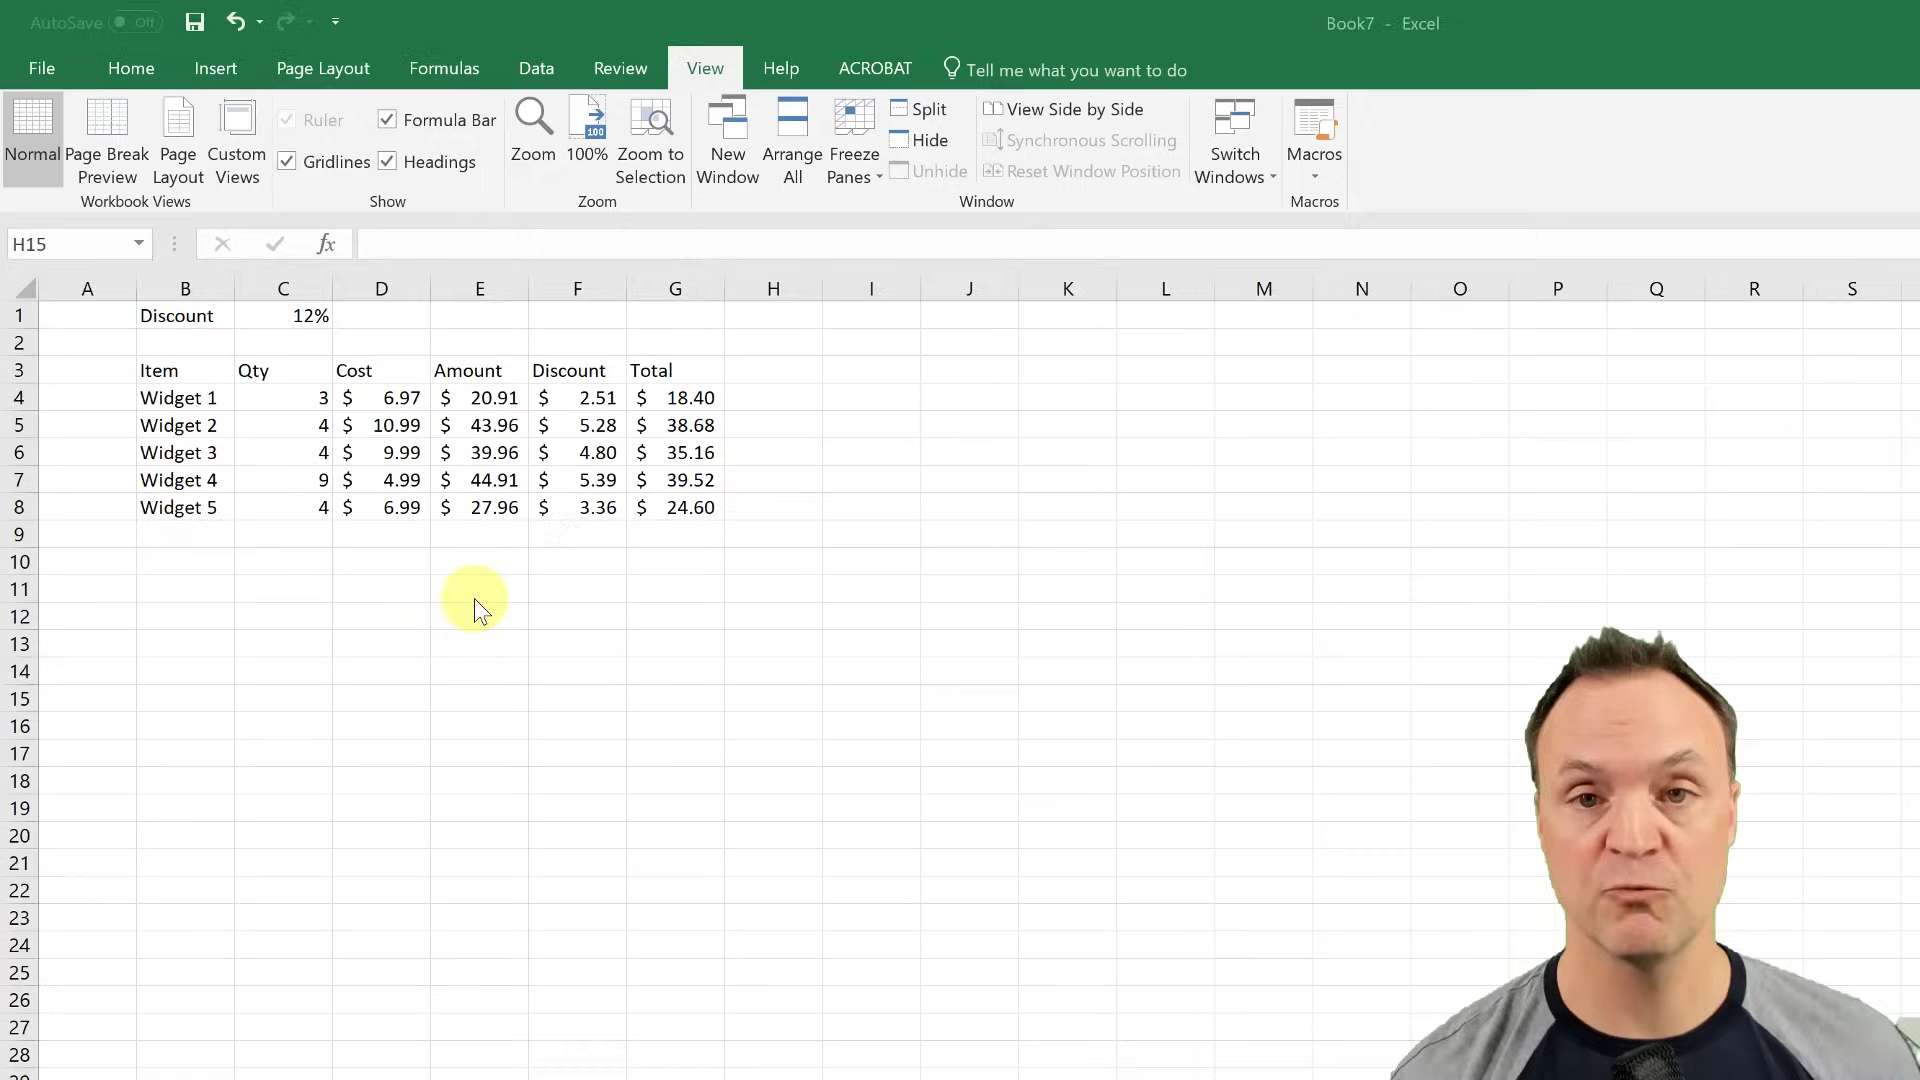 AutoSave Off
Book7 - Excel
File Home Insert Page Layout Formulas Data Review View Help ACROBAT Tell me what you want to do
Normal
Page Break Preview
Page Layout
Custom Views
Workbook Views
Ruler
Formula Bar
Gridlines
Headings
Show
Zoom
100
100%
Zoom to Selection
Zoom
New Window
Arrange All
Freeze Panes
Split
Hide
Unhide
View Side by Side
Synchronous Scrolling
Reset Window Position
Switch Windows
Window
Macros
Macros
H15
fx
A B C D E F G H I J K L M N O P Q R S
1 Discount 12%
2
3 Item Qty Cost Amount Discount Total
4 Widget 1 3 $ 6.97 $ 20.91 $ 2.51 $ 18.40
5 Widget 2 4 $ 10.99 $ 43.96 $ 5.28 $ 38.68
6 Widget 3 4 $ 9.99 $ 39.96 $ 4.80 $ 35.16
7 Widget 4 9 $ 4.99 $ 44.91 $ 5.39 $ 39.52
8 Widget 5 4 $ 6.99 $ 27.96 $ 3.36 $ 24.60
9
10
11
12
13
14
15
16
17
18
19
20
21
22
23
24
25
26
27
28